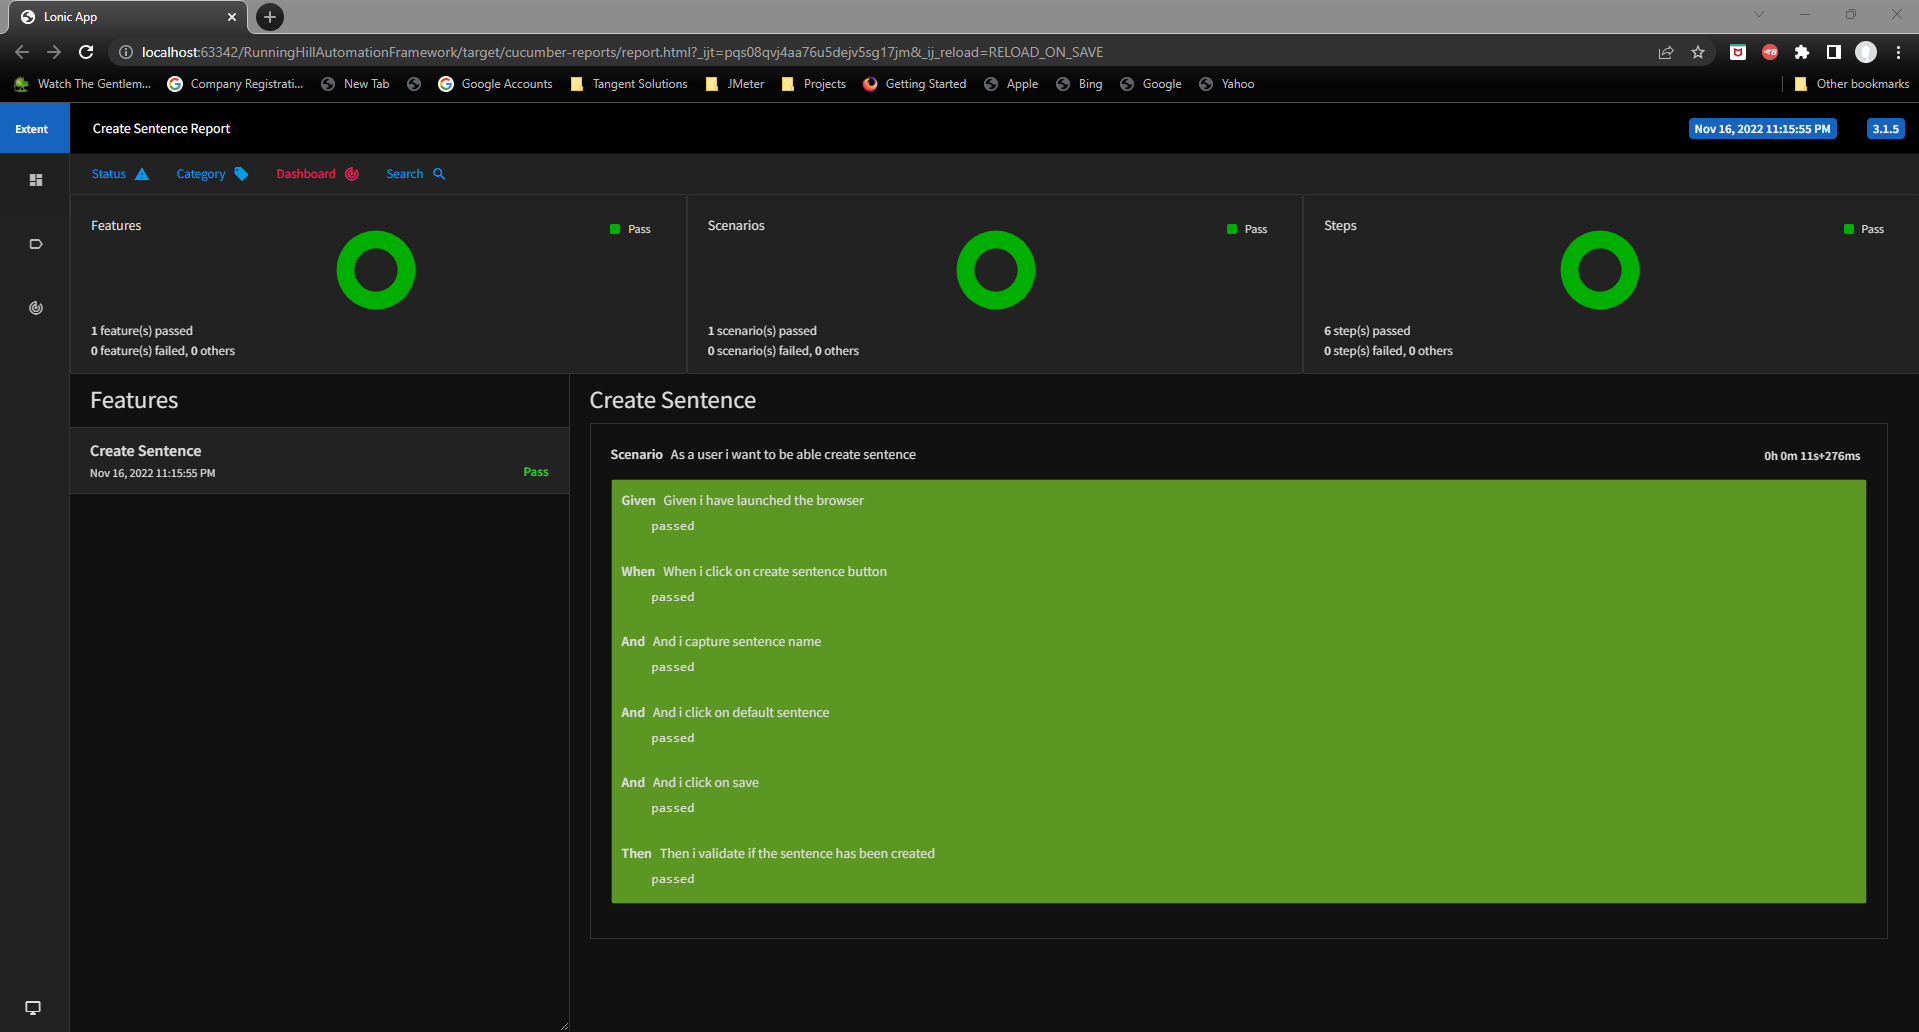 Lonic App
localhost:63342/RunningHillAutomationFramework/target/cucumber-reports/report.html?_ijt=pqs08qvj4aa76u5dejv5sg17jm&_ij_reload=RELOAD_ON_SAVE
Watch The Gentlem... Company Registrati... New Tab Google Accounts Tangent Solutions JMeter Projects Getting Started Apple Bing Google Yahoo Other bookmarks
Extent Create Sentence Report Nov 16, 2022 11:15:55 PM 3.1.5
Status Category Dashboard Search
Features Pass
1 feature(s) passed
0 feature(s) failed, 0 others
Scenarios Pass
1 scenario(s) passed
0 scenario(s) failed, 0 others
Steps Pass
6 step(s) passed
0 step(s) failed, 0 others
Features
Create Sentence
Nov 16, 2022 11:15:55 PM Pass
Create Sentence
Scenario As a user i want to be able create sentence 0h 0m 11s+276ms
Given Given i have launched the browser
passed
When When i click on create sentence button
passed
And And i capture sentence name
passed
And And i click on default sentence
passed
And And i click on save
passed
Then Then i validate if the sentence has been created
passed